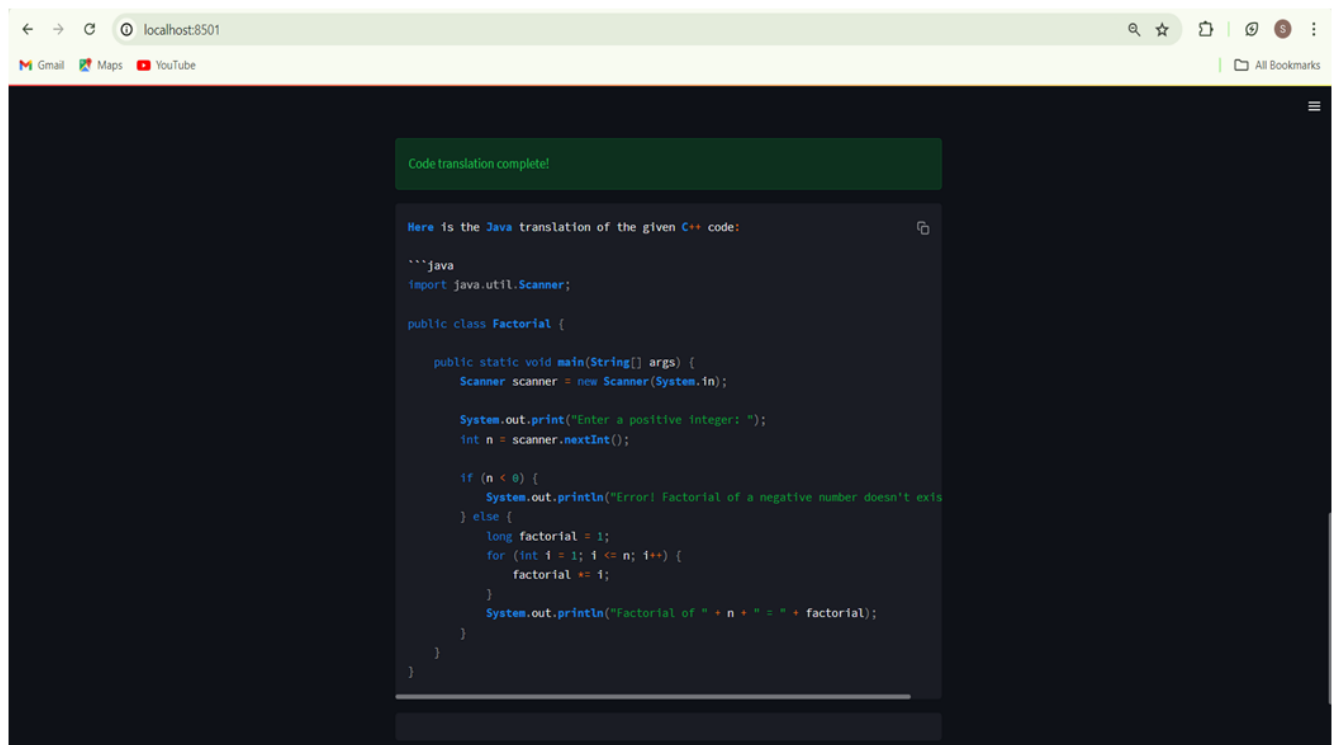 localhost:8501
S
Gmail Maps YouTube All Bookmarks
Code translation complete!
Here is the Java translation of the given C++ code:
```java
import java.util.Scanner;
public class Factorial {
    public static void main(String[] args) {
        Scanner scanner = new Scanner(System.in);
        System.out.print("Enter a positive integer: ");
        int n = scanner.nextInt();
        if (n < 0) {
            System.out.println("Error! Factorial of a negative number doesn't exis
        } else {
            long factorial = 1;
            for (int i = 1; i <= n; i++) {
                factorial *= i;
            }
            System.out.println("Factorial of " + n + " = " + factorial);
        }
    }
}